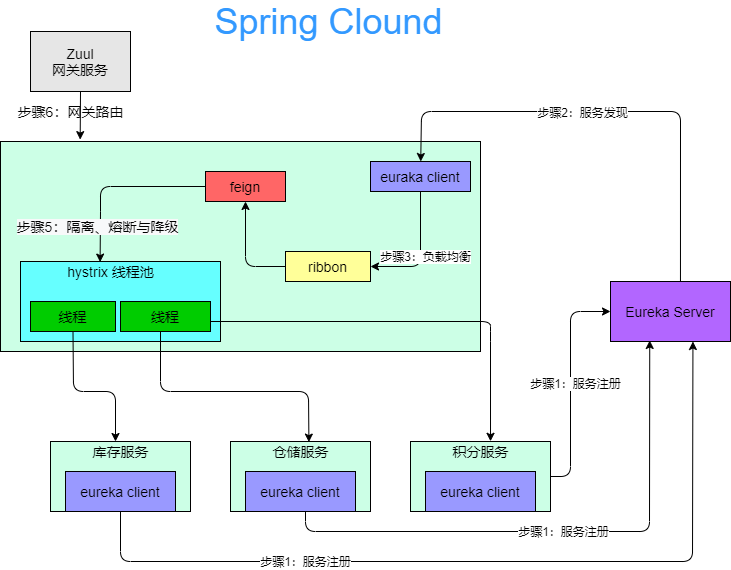 Spring Clound
Zuul
网关服务
步骤6：网关路由
步骤2：服务发现
euraka client
feign
步骤5：隔离、熔断与降级
步骤3：负载均衡
ribbon
hystrix 线程池
线程
线程
Eureka Server
步骤1：服务注册
库存服务
仓储服务
积分服务
eureka client
eureka client
eureka client
步骤1：服务注册
步骤1：服务注册